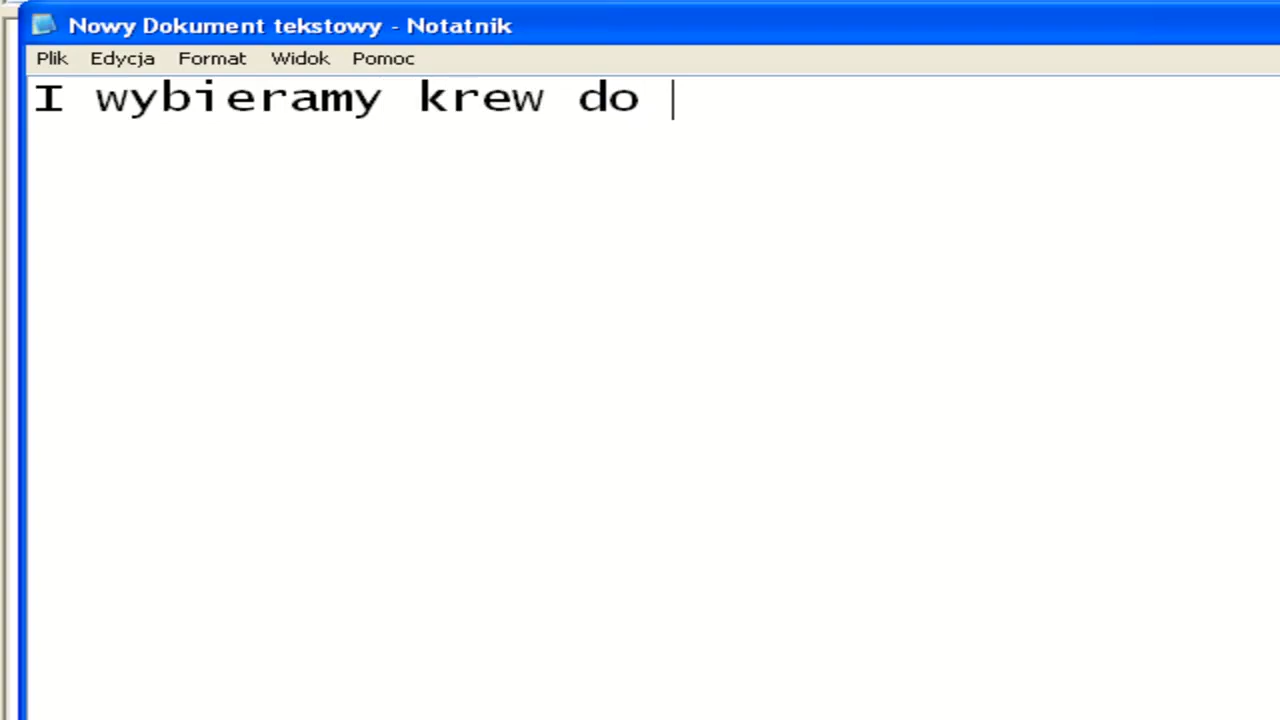 Nowy Dokument tekstowy - Notatnik
Plik Edycja Format Widok Pomoc
I wybieramy krew do